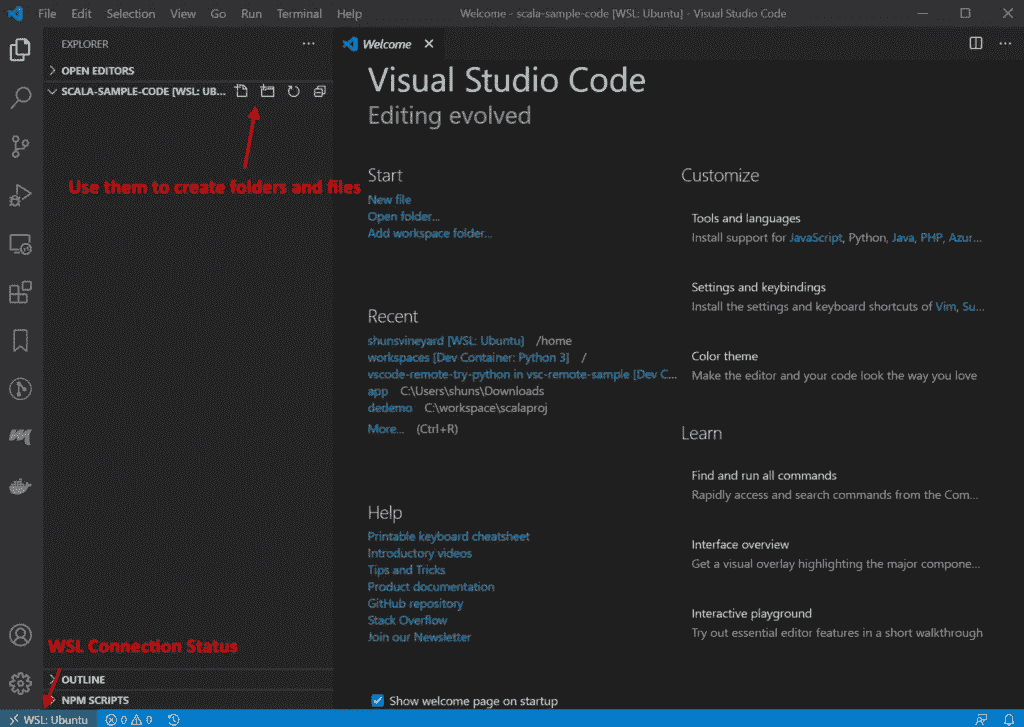 File Edit Selection View Go Run Terminal Help
Welcome - scala-sample-code [WSL: Ubuntu] - Visual Studio Code
EXPLORER
OPEN EDITORS
SCALA-SAMPLE-CODE [WSL: UB...
Use them to create folders and files
WSL Connection Status
OUTLINE
NPM SCRIPTS
Welcome
Visual Studio Code
Editing evolved
Start
New file
Open folder...
Add workspace folder...
Recent
shunsvineyard [WSL: Ubuntu] /home
workspaces [Dev Container: Python 3] /
vscode-remote-try-python in vsc-remote-sample [Dev C...
app C:\Users\shuns\Downloads
dedemo C:\workspace\scalaproj
More... (Ctrl+R)
Help
Printable keyboard cheatsheet
Introductory videos
Tips and Tricks
Product documentation
GitHub repository
Stack Overflow
Join our Newsletter
Customize
Tools and languages
Install support for JavaScript, Python, Java, PHP, Azur...
Settings and keybindings
Install the settings and keyboard shortcuts of Vim, Su...
Color theme
Make the editor and your code look the way you love
Learn
Find and run all commands
Rapidly access and search commands from the Com...
Interface overview
Get a visual overlay highlighting the major compone...
Interactive playground
Try out essential editor features in a short walkthrough
Show welcome page on startup
WSL: Ubuntu 0 0